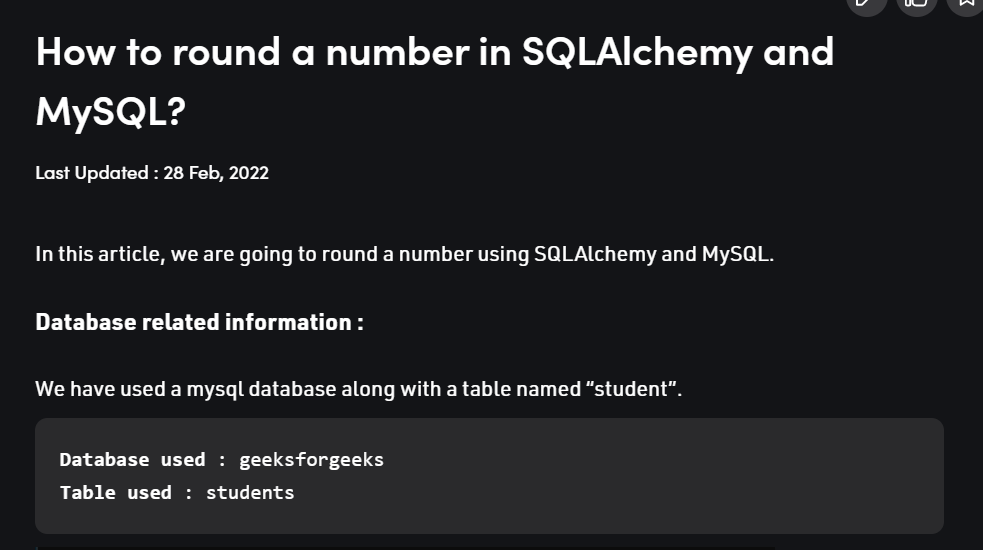 How to round a number in SQLAlchemy and
MySQL?
Last Updated : 28 Feb, 2022
In this article, we are going to round a number using SQLAlchemy and MySQL.
Database related information :
We have used a mysql database along with a table named “student”.
Database used : geeksforgeeks
Table used : students